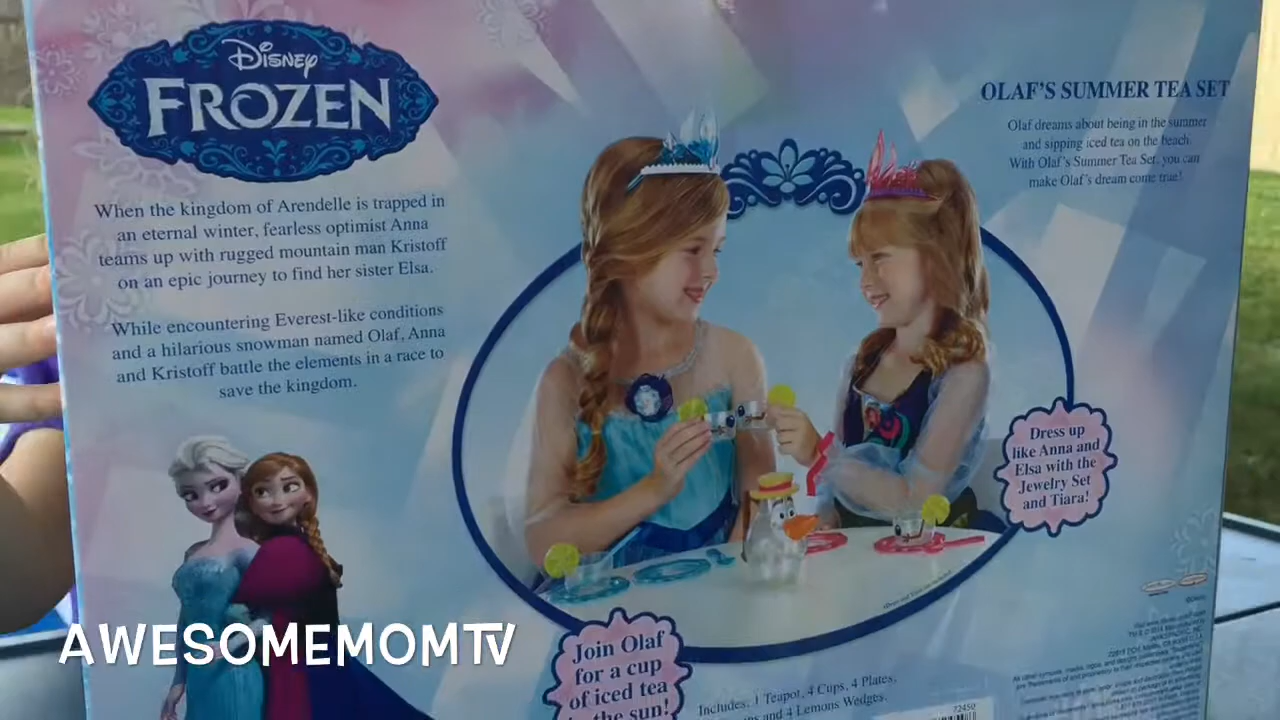 Disney
FROZEN
When the kingdom of Arendelle is trapped in
an eternal winter, fearless optimist Anna
teams up with rugged mountain man Kristoff
on an epic journey to find her sister Elsa.
While encountering Everest-like conditions
and a hilarious snowman named Olaf, Anna
and Kristoff battle the elements in a race to
save the kingdom.
OLAF'S SUMMER TEA SET
Olaf dreams about being in the summer
and sipping iced tea on the beach.
With Olaf's Summer Tea Set, you can
make Olaf's dream come true!
Dress up
like Anna and
Elsa with the
Jewelry Set
and Tiara!
Join Olaf
for a cup
of iced tea
the sun!
Includes: 1 Teapot, 4 Cups, 4 Plates,
and 4 Lemons Wedges.
72450
AWESOMEMOMTV